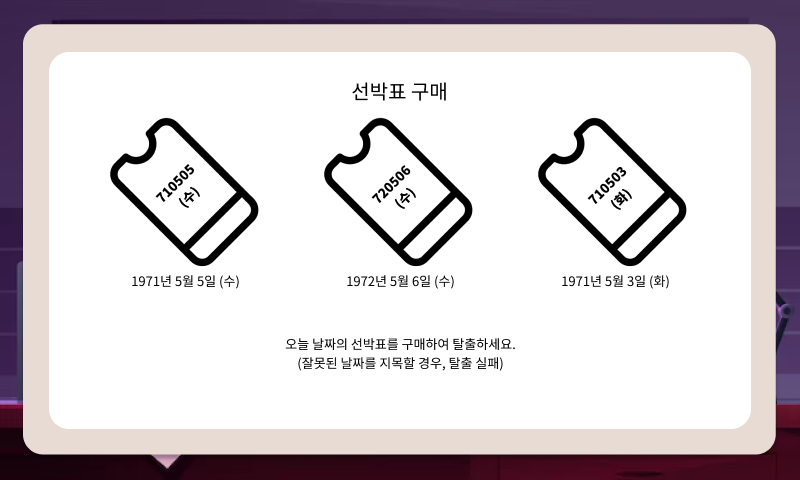 선박표 구매
710505
(수)
720506
(수)
710503
(화)
1971년 5월 5일 (수)
1972년 5월 6일 (수)
1971년 5월 3일 (화)
오늘 날짜의 선박표를 구매하여 탈출하세요.
(잘못된 날짜를 지목할 경우, 탈출 실패)